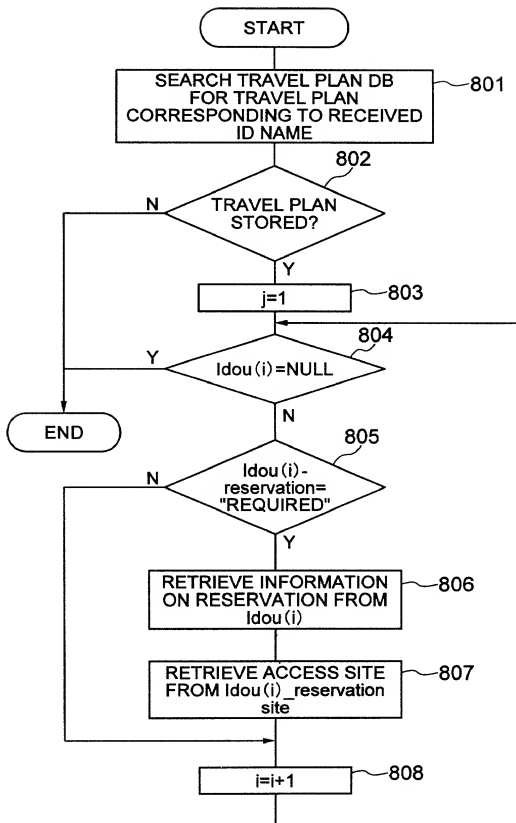 START
SEARCH TRAVEL PLAN DB
FOR TRAVEL PLAN
CORRESPONDING TO RECEIVED
ID NAME
801
802
TRAVEL PLAN
STORED?
N
Y
j=1
803
804
Idou(i)=NULL
Y
N
END
805
Idou(i)-
reservation=
"REQUIRED"
N
Y
RETRIEVE INFORMATION
ON RESERVATION FROM
Idou(i)
806
RETRIEVE ACCESS SITE
FROM Idou(i)_reservation
site
807
i=i+1
808